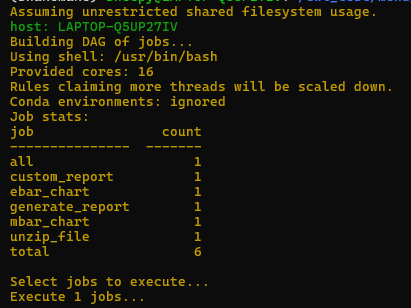 Assuming unrestricted shared filesystem usage.
host: LAPTOP-Q5UP27IV
Building DAG of jobs...
Using shell: /usr/bin/bash
Provided cores: 16
Rules claiming more threads will be scaled down.
Conda environments: ignored
Job stats:
job count
--------------- -------
all 1
custom_report 1
ebar_chart 1
generate_report 1
mbar_chart 1
unzip_file 1
total 6
Select jobs to execute...
Execute 1 jobs...